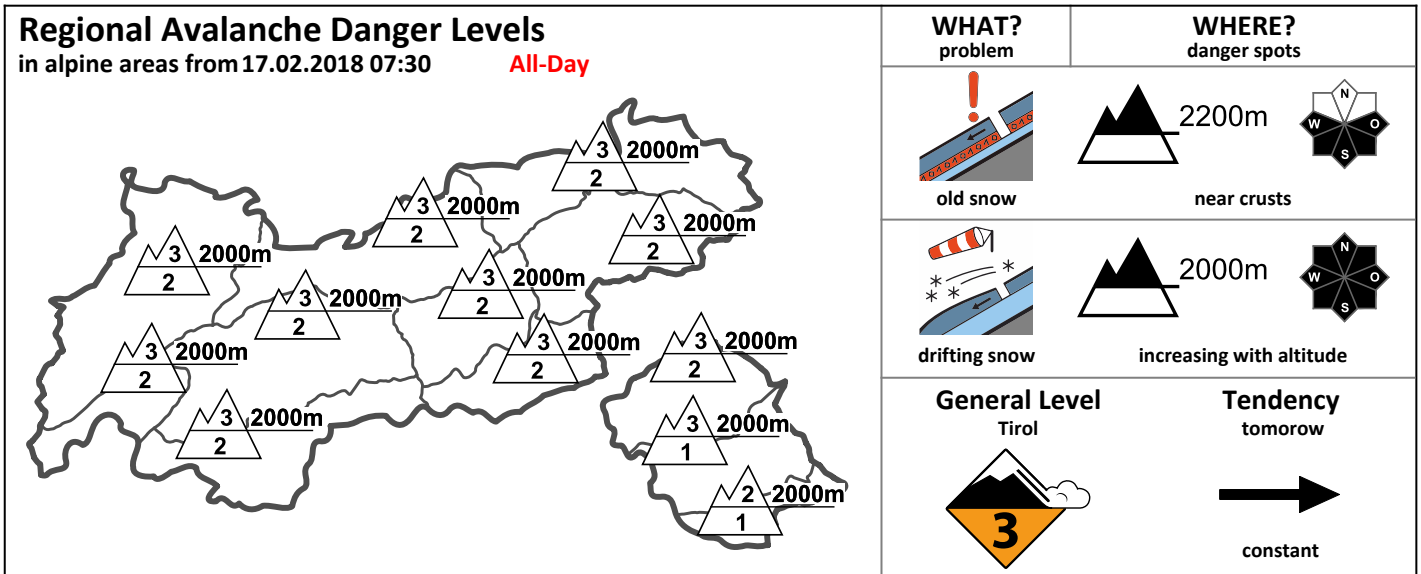 Regional Avalanche Danger Levels
in alpine areas from 17.02.2018 07:30 All-Day
3 2000m
2
3 2000m
2
3 2000m
2
3 2000m
2
3 2000m
2
3 2000m
2
3 2000m
2
3 2000m
2
3 2000m
2
3 2000m
2
3 2000m
2
3 2000m
1
2 2000m
1
WHAT?
problem
WHERE?
danger spots
old snow
2200m
N
W O
S
near crusts
drifting snow
2000m
N
W O
S
increasing with altitude
General Level
Tirol
3
Tendency
tomorow
constant